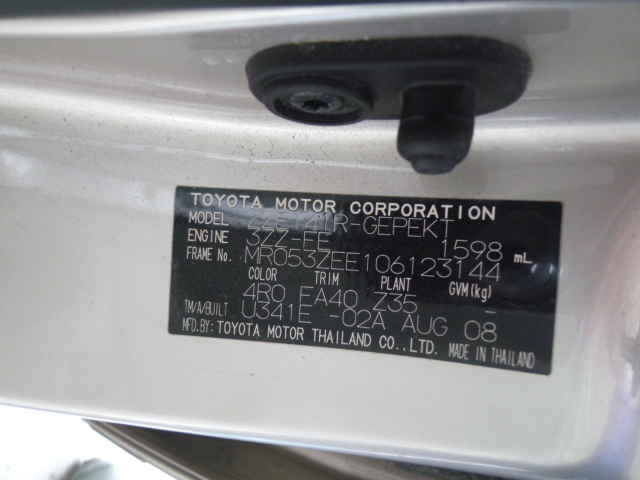 TOYOTA MOTOR CORPORATION
MODEL ZZE141R-GEPEKT
ENGINE 3ZZ-FE 1598 mL
FRAME No. MR053ZEE106123144
COLOR TRIM PLANT GVM(kg)
4R0 FA40 Z35 -
TM/A/BUILT U341E -02A AUG 08
MFD.BY: TOYOTA MOTOR THAILAND CO.,LTD. MADE IN THAILAND